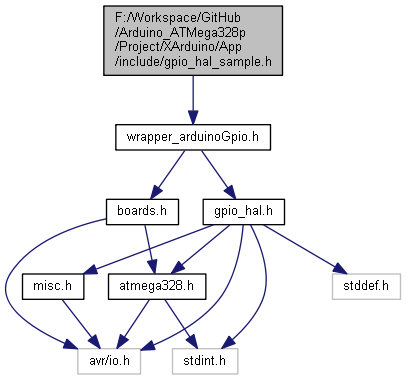 F:/Workspace/GitHub
/Arduino_ATMega328p
/Project/XArduino/App
/include/gpio_hal_sample.h
wrapper_arduinoGpio.h
boards.h
gpio_hal.h
misc.h
atmega328.h
stddef.h
avr/io.h
stdint.h